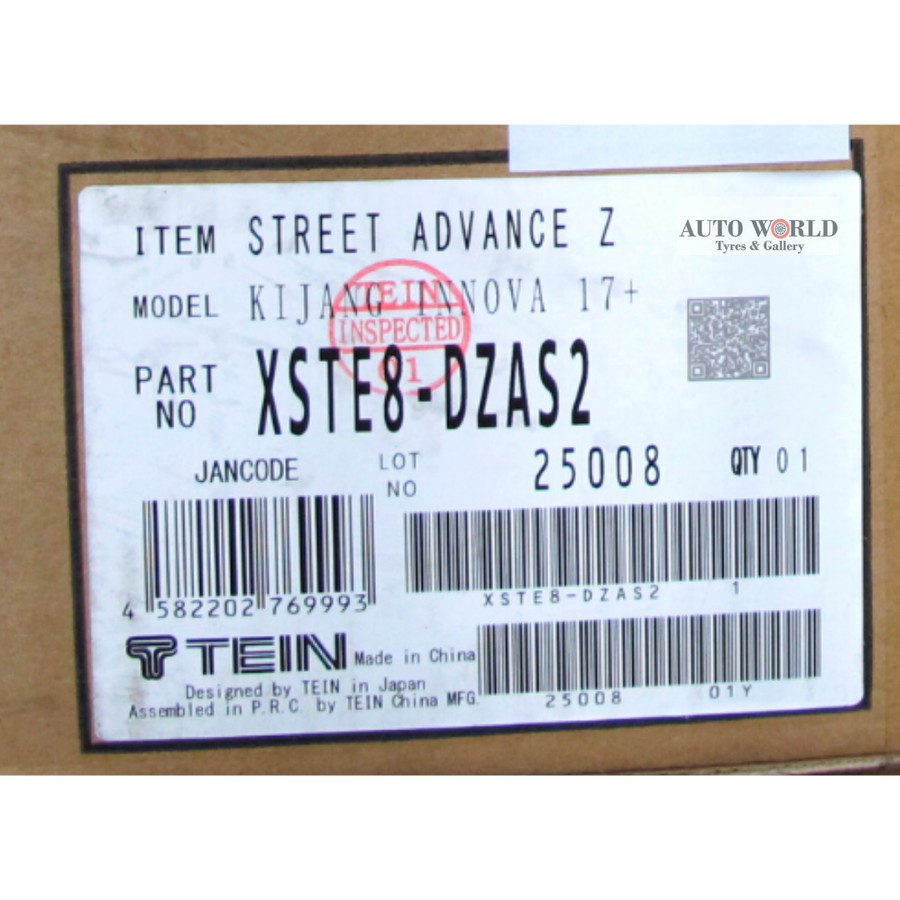 AUTO WORLD
Tyres & Gallery
ITEM STREET ADVANCE Z
MODEL KIJANG INNOVA 17+
TEIN
INSPECTED
01
PART NO XSTE8-DZAS2
JANCODE
LOT NO 25008 QTY 01
4 582202 769993
XSTE8-DZAS2 1
TEIN Made in China
Designed by TEIN in Japan
Assembled in P.R.C. by TEIN China MFG.
25008 01Y